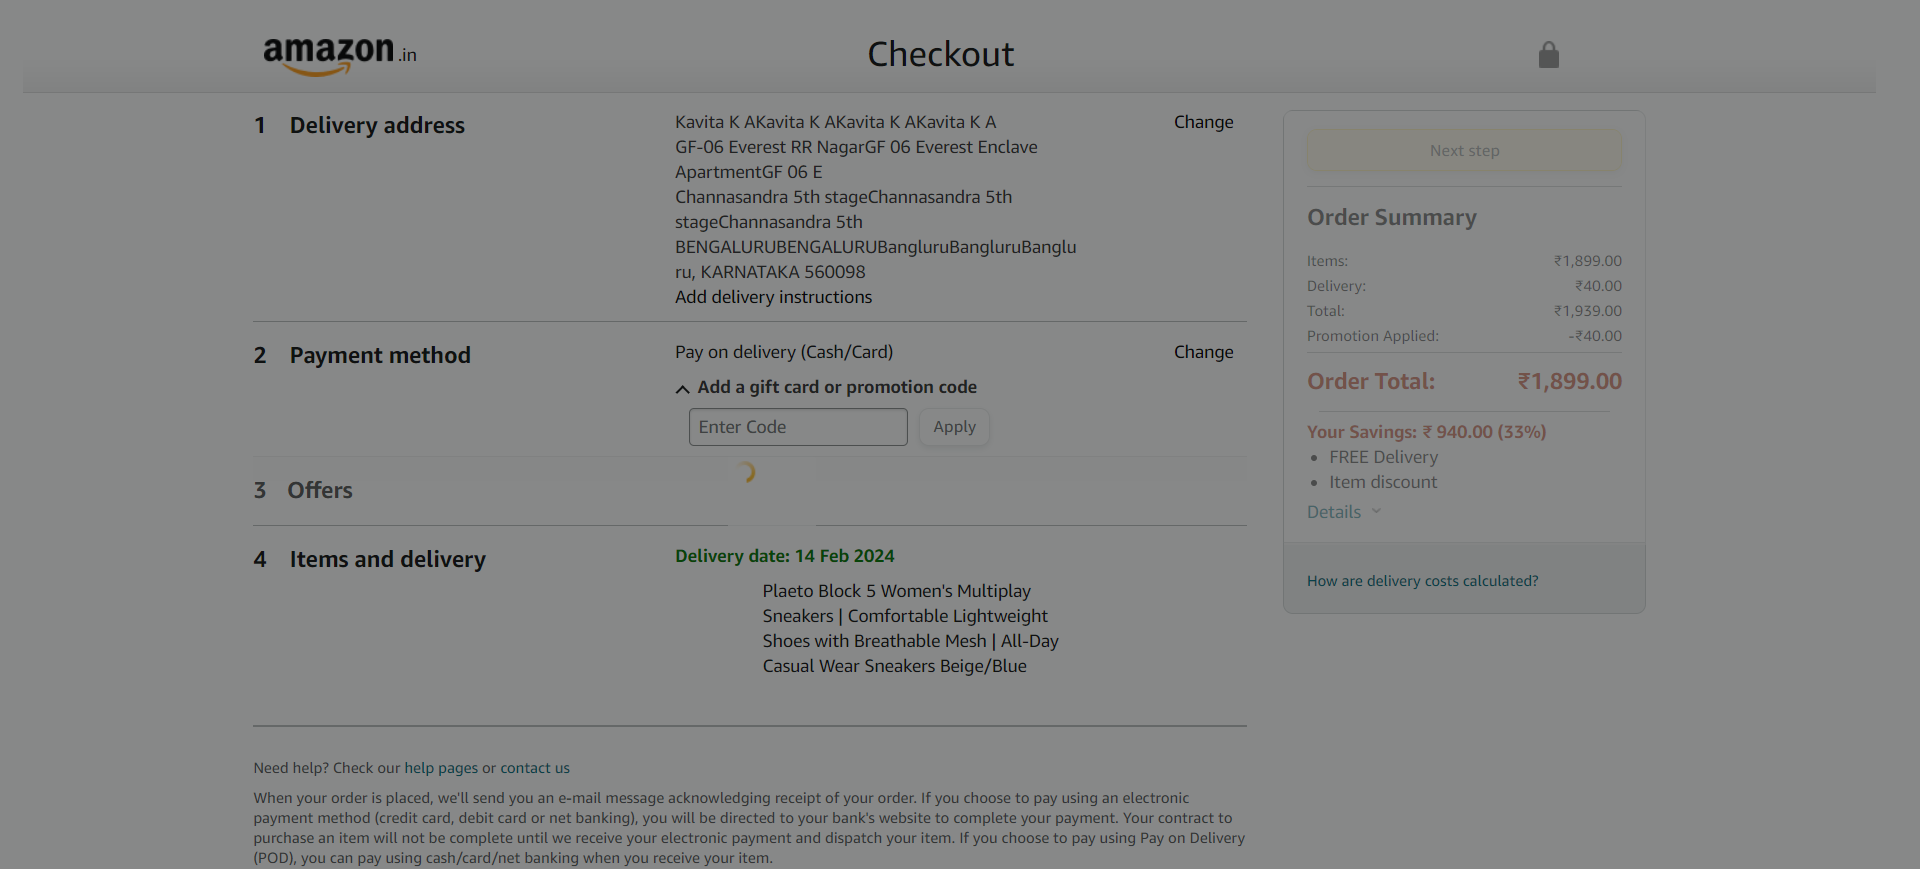 amazon.in
Checkout
1 Delivery address
Kavita K AKavita K AKavita K AKavita K A
Change
GF-06 Everest RR NagarGF 06 Everest Enclave
ApartmentGF 06 E
Channasandra 5th stageChannasandra 5th
stageChannasandra 5th
BENGALURUBENGALURUBangluruBangluruBanglu
ru, KARNATAKA 560098
Add delivery instructions
2 Payment method
Pay on delivery (Cash/Card)
Change
Add a gift card or promotion code
Enter Code
Apply
3 Offers
4 Items and delivery
Delivery date: 14 Feb 2024
Plaeto Block 5 Women's Multiplay
Sneakers | Comfortable Lightweight
Shoes with Breathable Mesh | All-Day
Casual Wear Sneakers Beige/Blue
Need help? Check our help pages or contact us
When your order is placed, we'll send you an e-mail message acknowledging receipt of your order. If you choose to pay using an electronic
payment method (credit card, debit card or net banking), you will be directed to your bank's website to complete your payment. Your contract to
purchase an item will not be complete until we receive your electronic payment and dispatch your item. If you choose to pay using Pay on Delivery
(POD), you can pay using cash/card/net banking when you receive your item.
Next step
Order Summary
Items: ₹1,899.00
Delivery: ₹40.00
Total: ₹1,939.00
Promotion Applied: -₹40.00
Order Total: ₹1,899.00
Your Savings: ₹ 940.00 (33%)
• FREE Delivery
• Item discount
Details
How are delivery costs calculated?